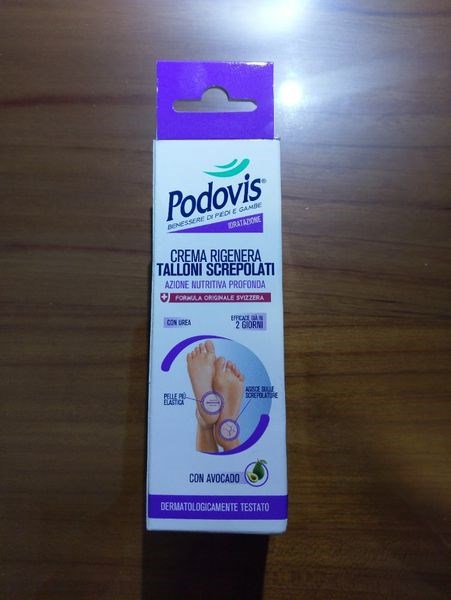 Podovis®
BENESSERE DI PIEDI E GAMBE
IDRATAZIONE
CREMA RIGENERA
TALLONI SCREPOLATI
AZIONE NUTRITIVA PROFONDA
FORMULA ORIGINALE SVIZZERA
CON UREA
EFFICACE GIÀ IN
2 GIORNI
PELLE PIÙ
ELASTICA
AGISCE SULLE
SCREPOLATURE
CON AVOCADO
DERMATOLOGICAMENTE TESTATO